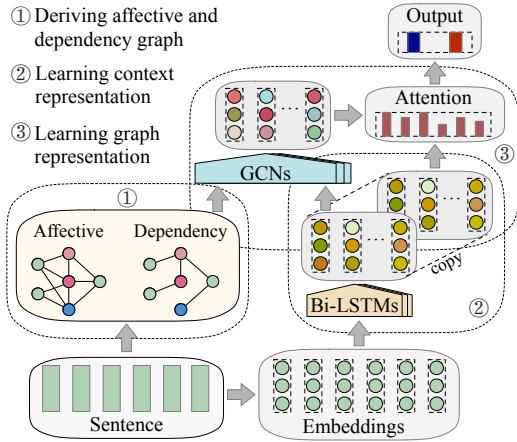 ① Deriving affective and
dependency graph
② Learning context
representation
③ Learning graph
representation
Output
Attention
③
GCNs
①
Affective
Dependency
copy
Bi-LSTMs
②
Sentence
Embeddings